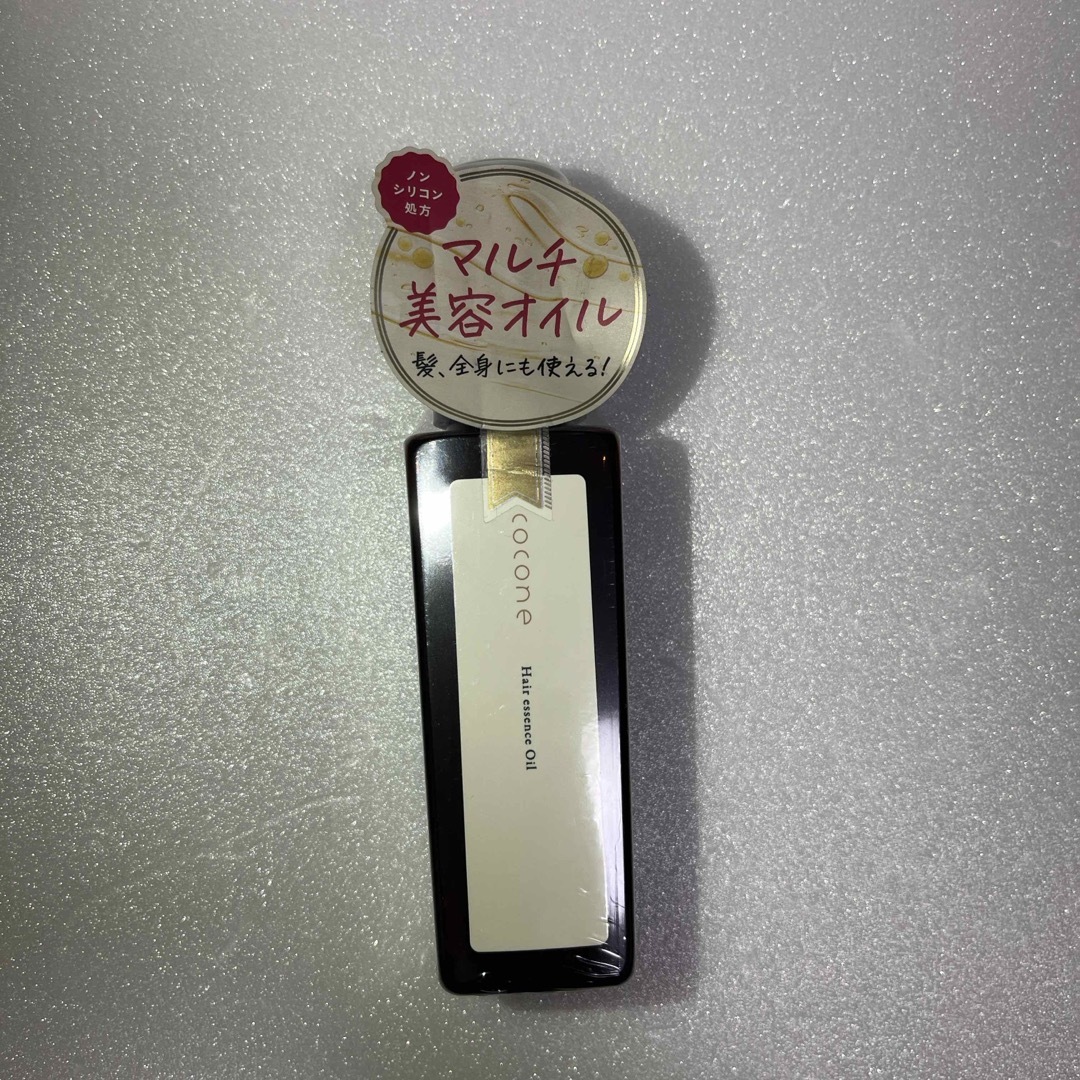 ノン
シリコン
処方
マルチ
美容オイル
髪、全身にも使える!
cocone
Hair essence Oil